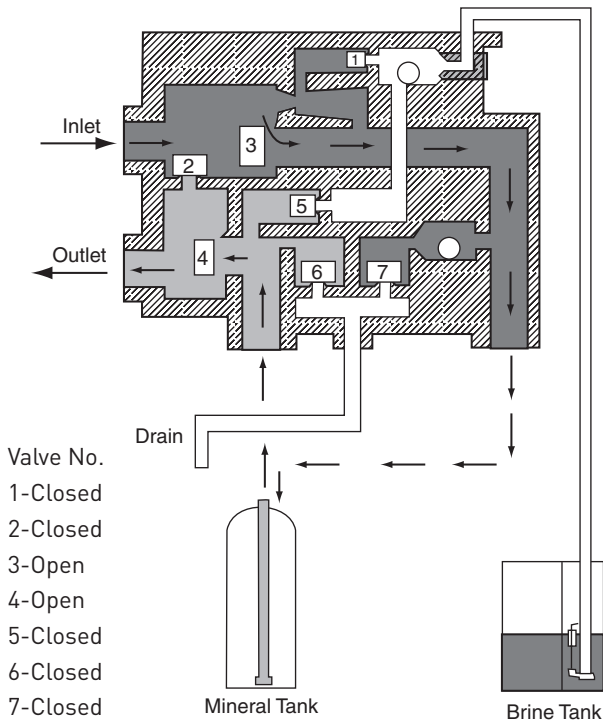 1
Inlet
3
2
5
Outlet
4
6
7
Drain
Valve No.
1-Closed
2-Closed
3-Open
4-Open
5-Closed
6-Closed
7-Closed
Mineral Tank
Brine Tank